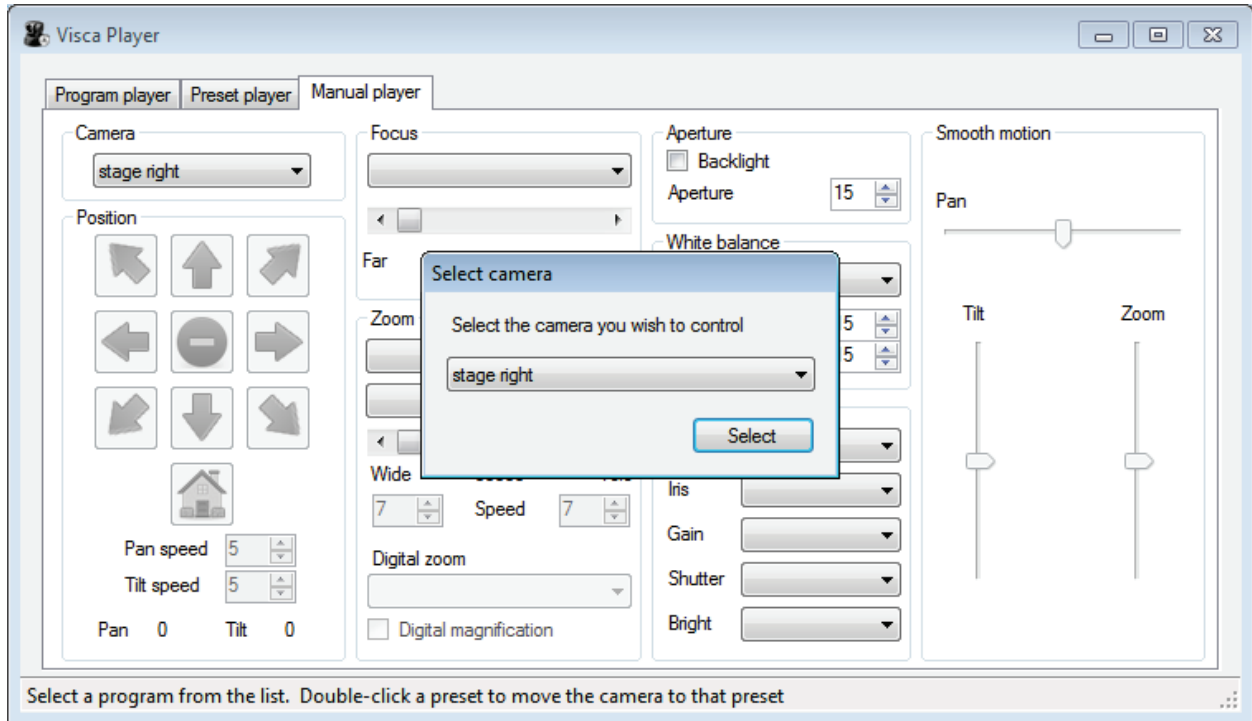 Visca Player
Program player Preset player Manual player
Camera
stage right
Position
Pan speed 5
Tilt speed 5
Pan 0 Tilt 0
Focus
Far
Zoom
Wide
7 Speed 7
Digital zoom
Digital magnification
Select camera
Select the camera you wish to control
stage right
Select
Aperture
Backlight
Aperture 15
White balance
5
5
Iris
Gain
Shutter
Bright
Smooth motion
Pan
Tilt Zoom
Select a program from the list. Double-click a preset to move the camera to that preset